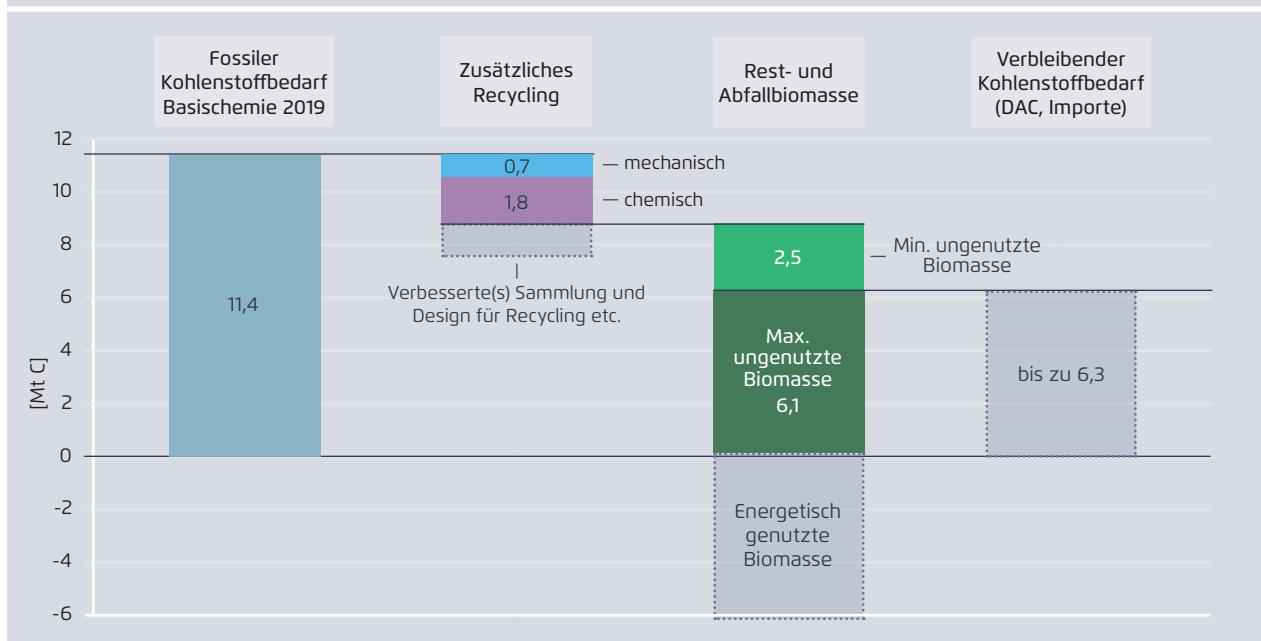 Fossiler
Kohlenstoffbedarf
Basischemie 2019
Zusätzliches
Recycling
Rest- und
Abfallbiomasse
Verbleibender
Kohlenstoffbedarf
(DAC, Importe)
[Mt C]
12
10
8
6
4
2
0
-2
-4
-6
11,4
0,7
— mechanisch
1,8
— chemisch
Verbesserte(s) Sammlung und
Design für Recycling etc.
2,5
— Min. ungenutzte
Biomasse
Max.
ungenutzte
Biomasse
6,1
Energetisch
genutzte
Biomasse
bis zu 6,3